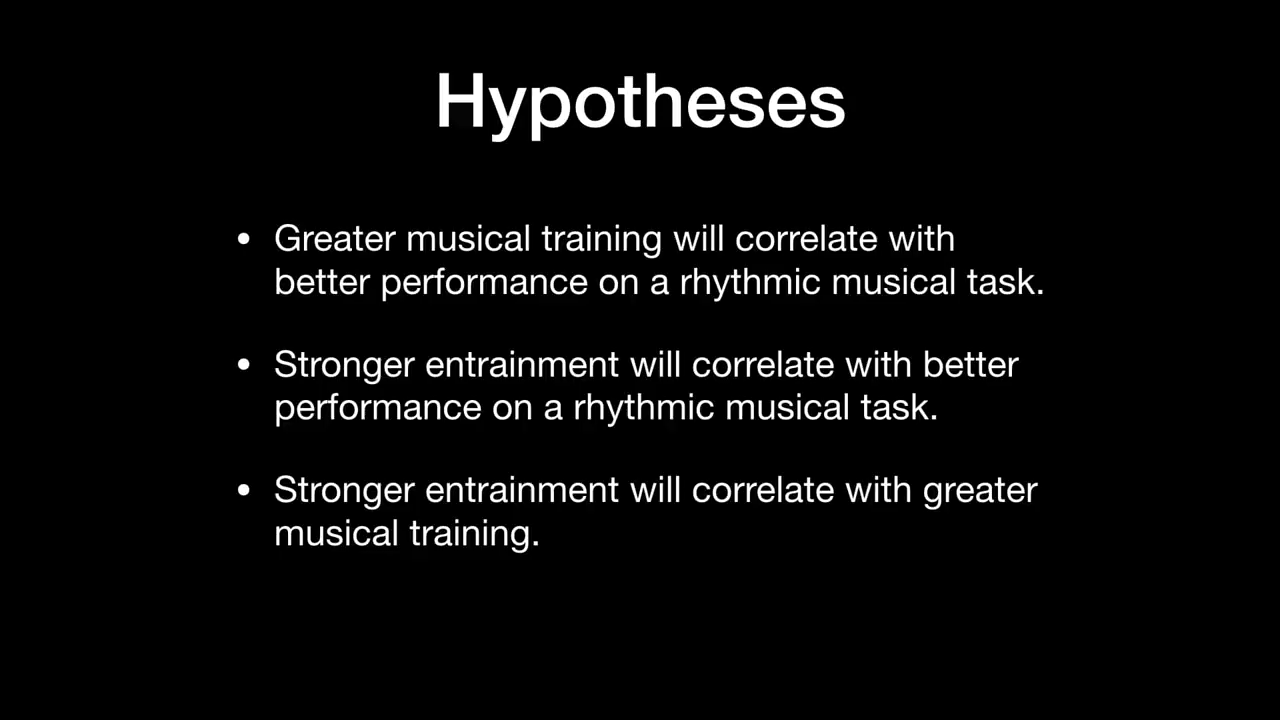 Hypotheses
• Greater musical training will correlate with
better performance on a rhythmic musical task.
• Stronger entrainment will correlate with better
performance on a rhythmic musical task.
• Stronger entrainment will correlate with greater
musical training.